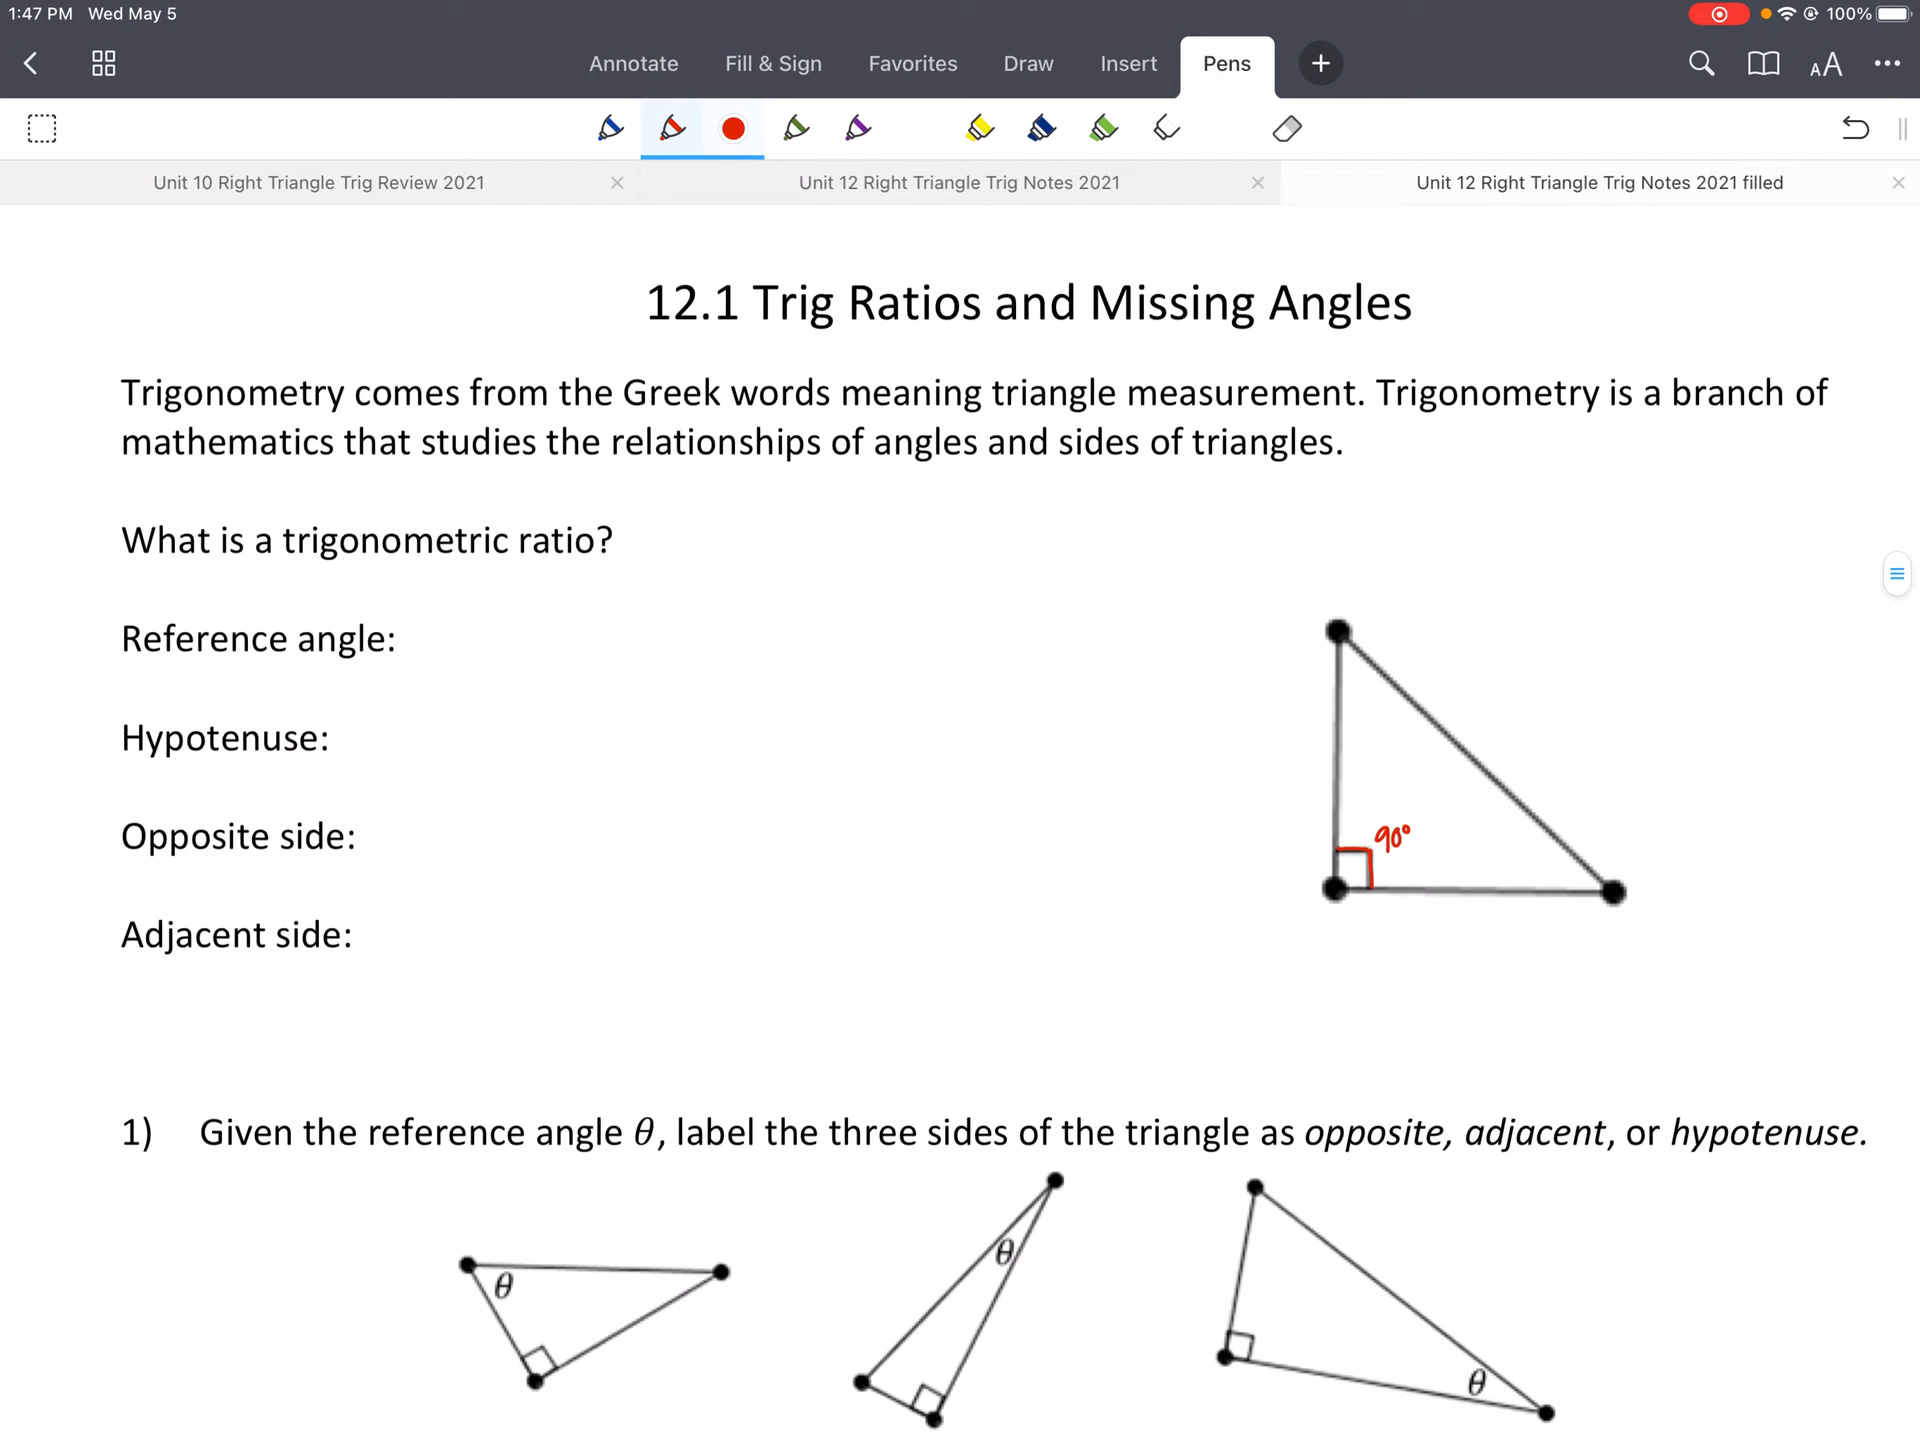 1:47 PM Wed May 5
100%
Annotate Fill & Sign Favorites Draw Insert Pens
AA
Unit 10 Right Triangle Trig Review 2021
Unit 12 Right Triangle Trig Notes 2021
Unit 12 Right Triangle Trig Notes 2021 filled
12.1 Trig Ratios and Missing Angles
Trigonometry comes from the Greek words meaning triangle measurement. Trigonometry is a branch of
mathematics that studies the relationships of angles and sides of triangles.
What is a trigonometric ratio?
Reference angle:
Hypotenuse:
Opposite side:
Adjacent side:
90°
1) Given the reference angle θ, label the three sides of the triangle as opposite, adjacent, or hypotenuse.
θ
θ
θ